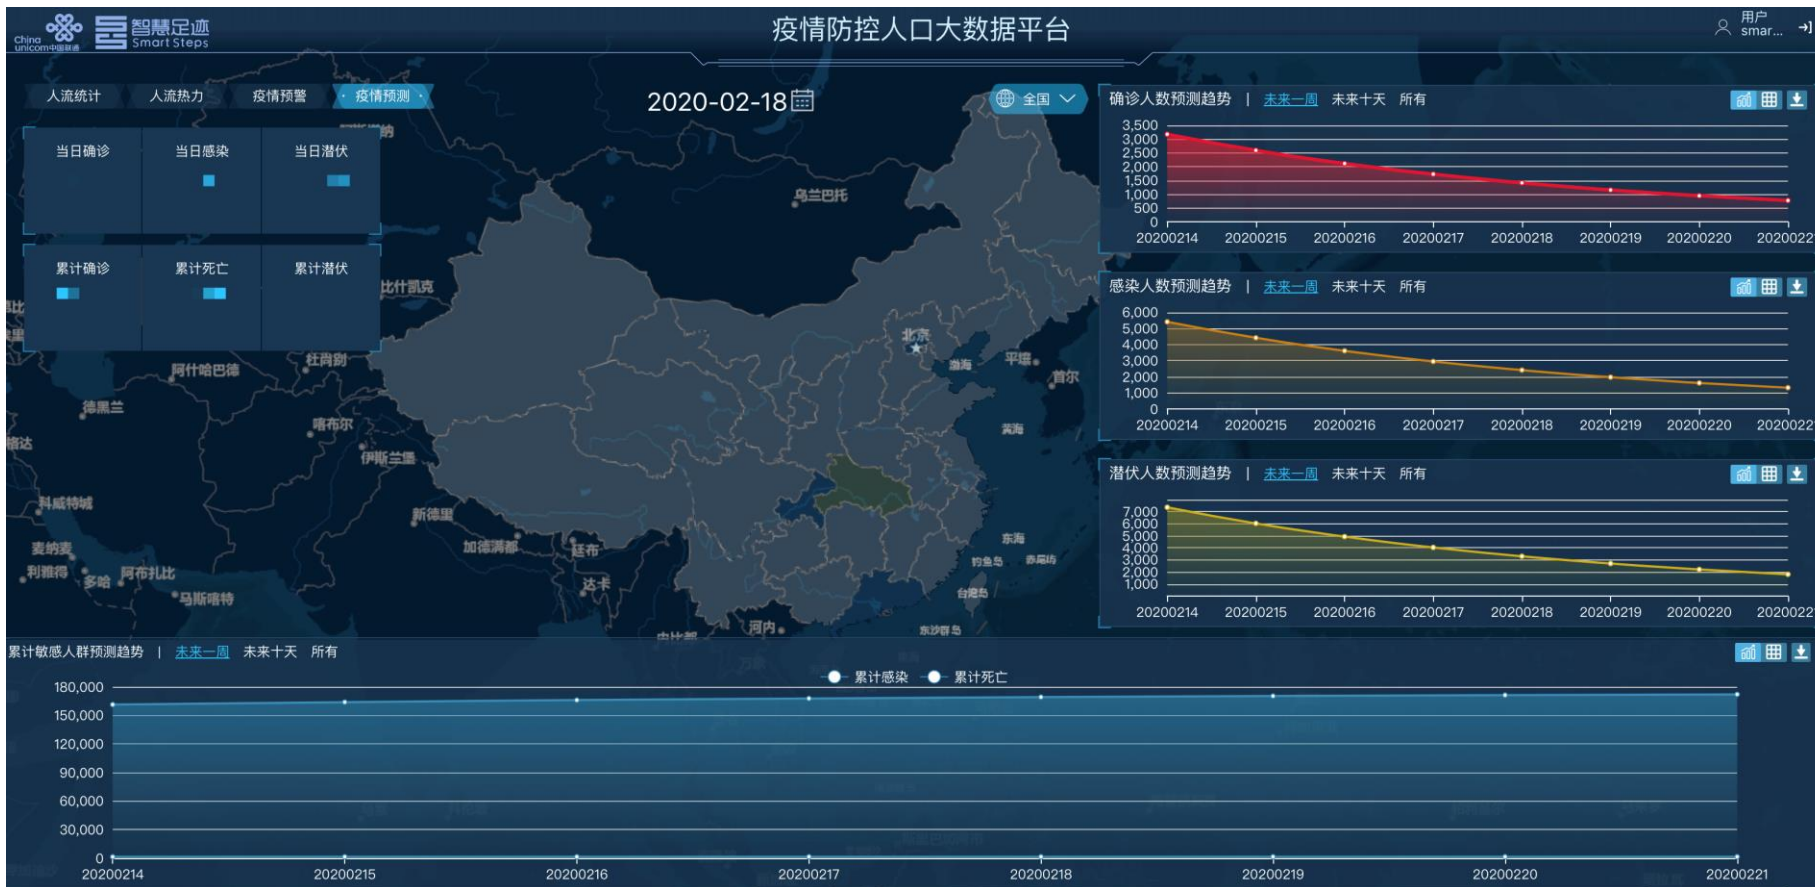 China
unicom中国联通
智慧足迹
Smart Steps
疫情防控人口大数据平台
用户
smar...
人流统计
人流热力
疫情预警
疫情预测
2020-02-18
全国
当日确诊
当日感染
当日潜伏
累计确诊
累计死亡
累计潜伏
乌兰巴托
比什凯克
北京
渤海
平壤
首尔
阿什哈巴德
杜尚别
德黑兰
喀布尔
黄海
伊斯兰堡
科威特城
新德里
麦纳麦
加德满都
廷布
东海
钓鱼岛
赤尾屿
利雅得
多哈
阿布扎比
马斯喀特
达卡
台湾岛
河内
东沙群岛
确诊人数预测趋势 | 未来一周 未来十天 所有
3,500
3,000
2,500
2,000
1,500
1,000
500
0
20200214 20200215 20200216 20200217 20200218 20200219 20200220 2020022
感染人数预测趋势 | 未来一周 未来十天 所有
6,000
5,000
4,000
3,000
2,000
1,000
0
20200214 20200215 20200216 20200217 20200218 20200219 20200220 2020022
潜伏人数预测趋势 | 未来一周 未来十天 所有
7,000
6,000
5,000
4,000
3,000
2,000
1,000
20200214 20200215 20200216 20200217 20200218 20200219 20200220 2020022
累计敏感人群预测趋势 | 未来一周 未来十天 所有
累计感染 累计死亡
180,000
150,000
120,000
90,000
60,000
30,000
0
20200214 20200215 20200216 20200217 20200218 20200219 20200220 20200221